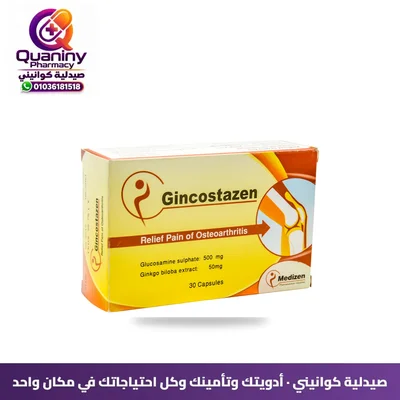 Quaniny
Pharmacy
صيدلية كوانيني
01036181518
Gincostazen
Relief Pain of Osteoarthritis
Glucosamine sulphate: 500 mg
Ginkgo biloba extract: 50mg
30 Capsules
Medizen
صيدلية كوانيني - أدويتك وتأمينك وكل احتياجاتك في مكان واحد